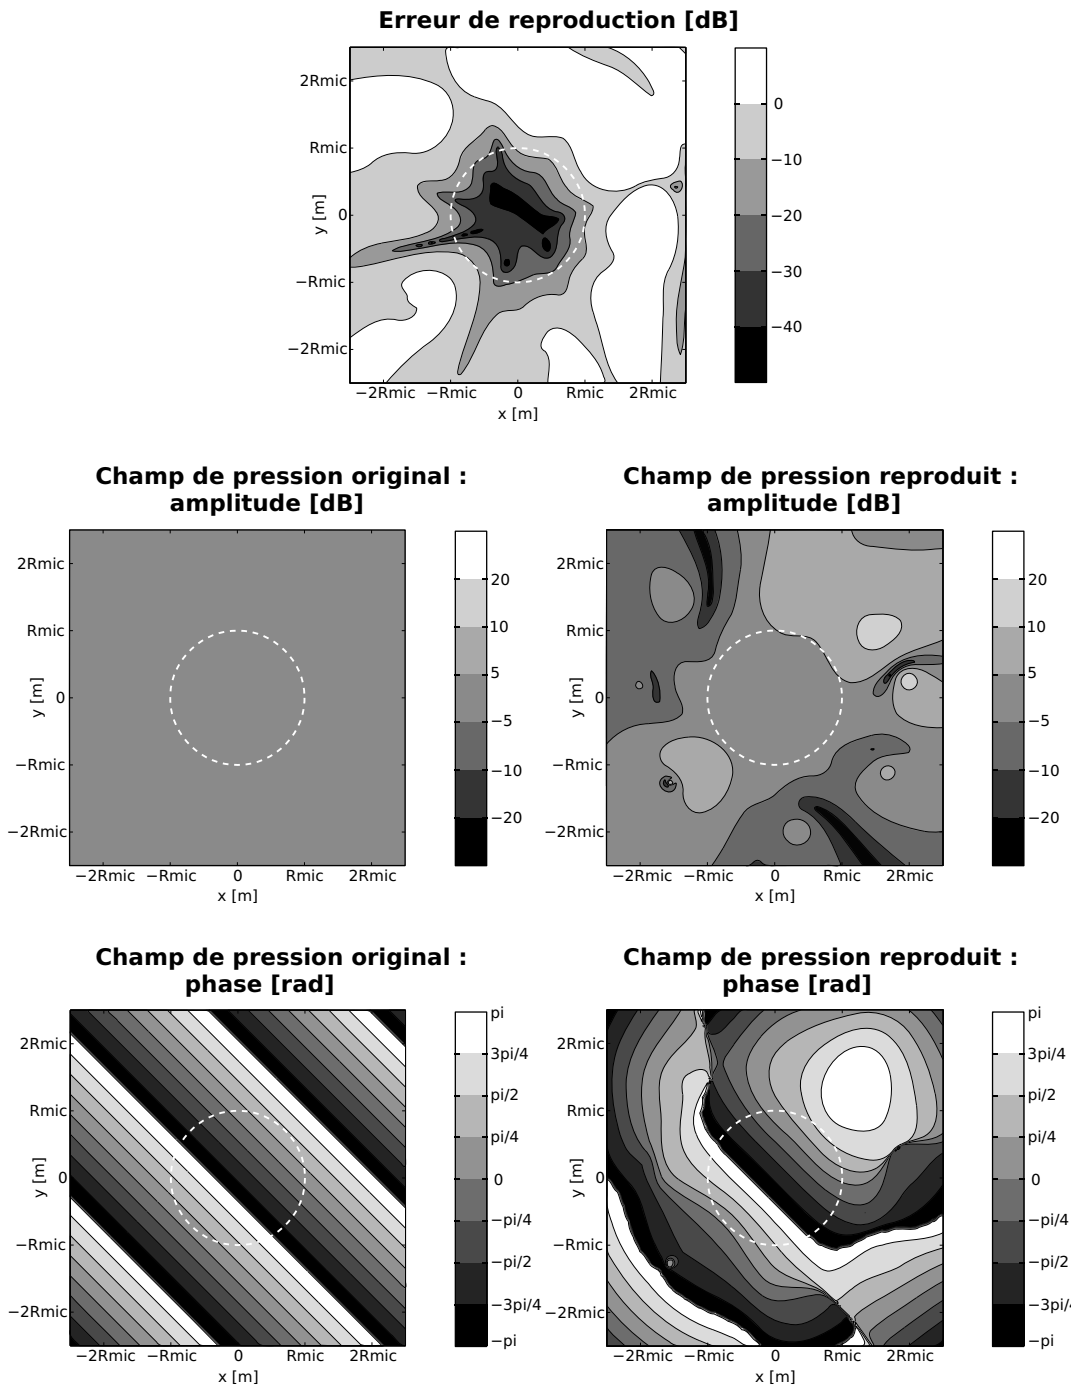 Erreur de reproduction [dB]
2Rmic
Rmic
0
−Rmic
−2Rmic
y [m]
−2Rmic −Rmic 0 Rmic 2Rmic
x [m]
0
−10
−20
−30
−40
Champ de pression original :
amplitude [dB]
2Rmic
Rmic
0
−Rmic
−2Rmic
y [m]
−2Rmic −Rmic 0 Rmic 2Rmic
x [m]
20
10
5
−5
−10
−20
Champ de pression reproduit :
amplitude [dB]
2Rmic
Rmic
0
−Rmic
−2Rmic
y [m]
−2Rmic −Rmic 0 Rmic 2Rmic
x [m]
20
10
5
−5
−10
−20
Champ de pression original :
phase [rad]
2Rmic
Rmic
0
−Rmic
−2Rmic
y [m]
−2Rmic −Rmic 0 Rmic 2Rmic
x [m]
pi
3pi/4
pi/2
pi/4
0
−pi/4
−pi/2
−3pi/4
−pi
Champ de pression reproduit :
phase [rad]
2Rmic
Rmic
0
−Rmic
−2Rmic
y [m]
−2Rmic −Rmic 0 Rmic 2Rmic
x [m]
pi
3pi/4
pi/2
pi/4
0
−pi/4
−pi/2
−3pi/4
−pi